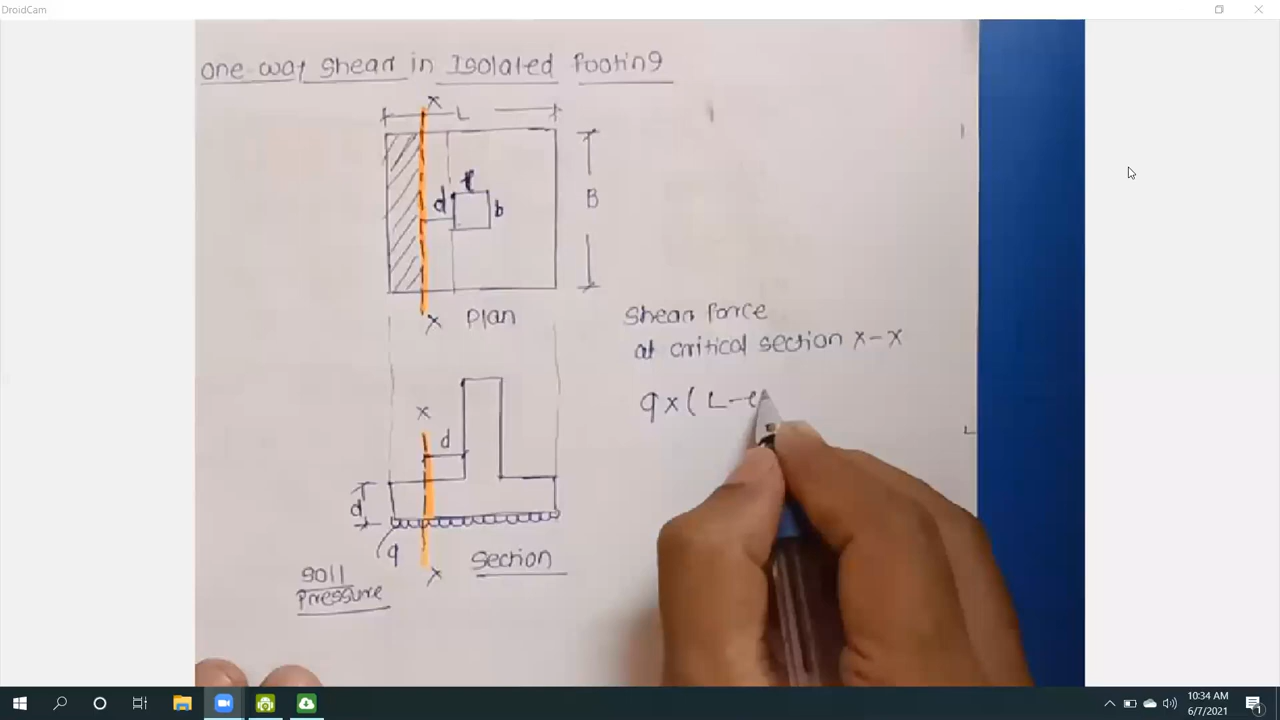 DroidCam
one way shear in Isolated footing
x
L
l
d
b
B
x Plan
Shear force
at critical section x-x
q x ( L-l
x
d
d
q
Section
x
Soil
Pressure
10:34 AM
6/7/2021
1